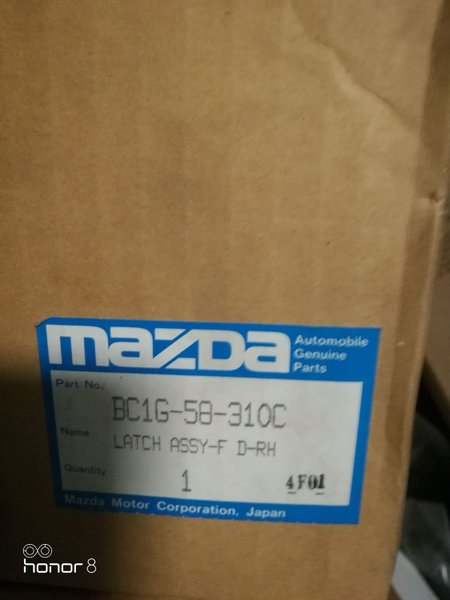 mazda
Automobile
Genuine
Parts
Part No.
BC1G-58-310C
Name
LATCH ASSY-F D-RH
Quantity
1
4F01
Mazda Motor Corporation, Japan
honor 8